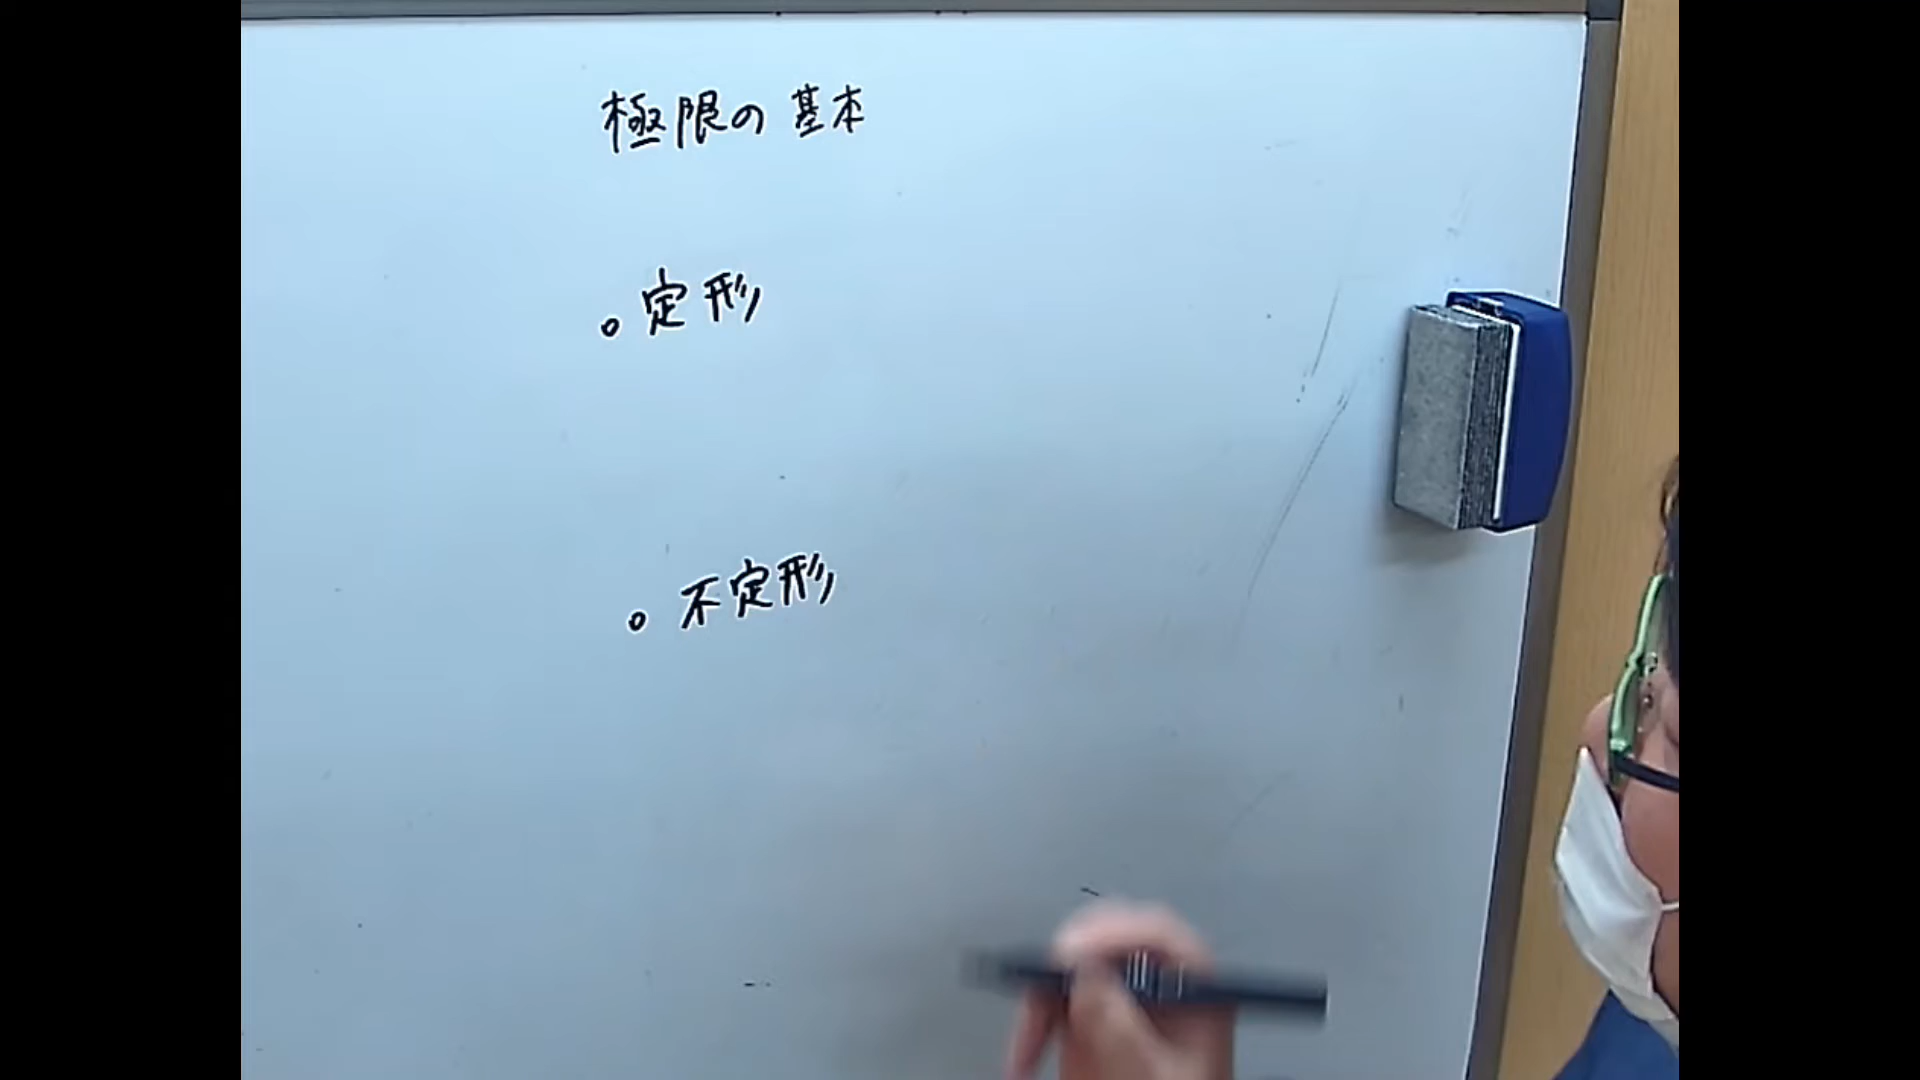 極限の基本
。定形
。不定形